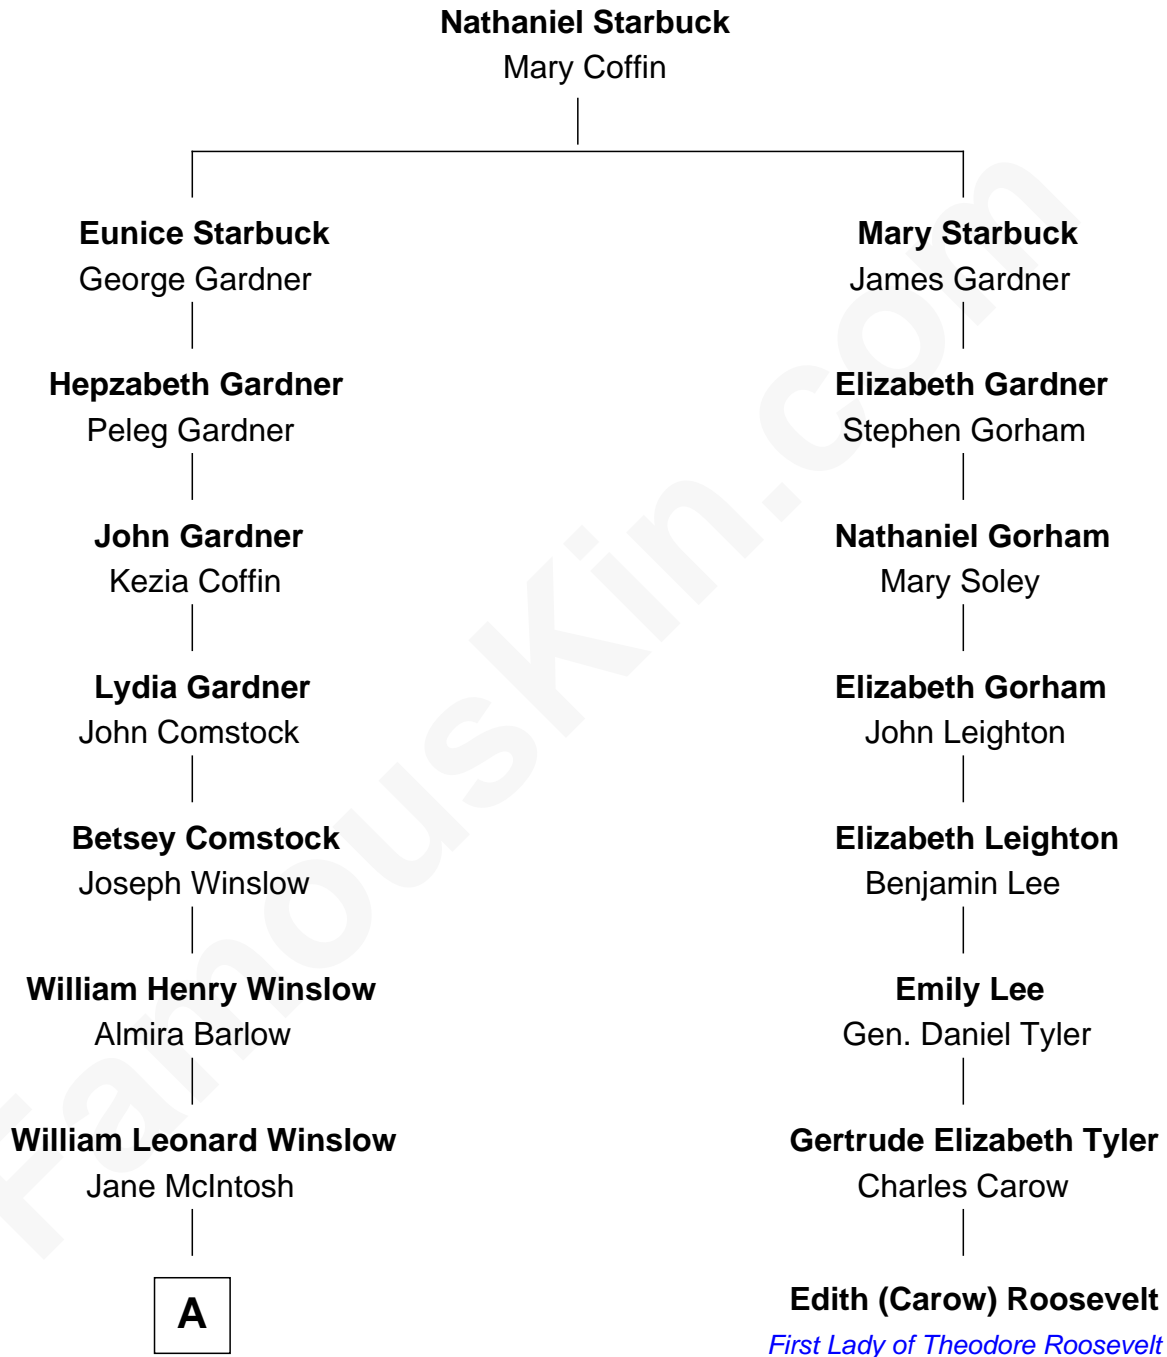 Nathaniel Starbuck
Mary Coffin
Eunice Starbuck
George Gardner
Mary Starbuck
James Gardner
Hepzabeth Gardner
Peleg Gardner
Elizabeth Gardner
Stephen Gorham
John Gardner
Kezia Coffin
Nathaniel Gorham
Mary Soley
Lydia Gardner
John Comstock
Elizabeth Gorham
John Leighton
Betsey Comstock
Joseph Winslow
Elizabeth Leighton
Benjamin Lee
William Henry Winslow
Almira Barlow
Emily Lee
Gen. Daniel Tyler
William Leonard Winslow
Jane McIntosh
Gertrude Elizabeth Tyler
Charles Carow
A
Edith (Carow) Roosevelt
First Lady of Theodore Roosevelt
FamousKin.com